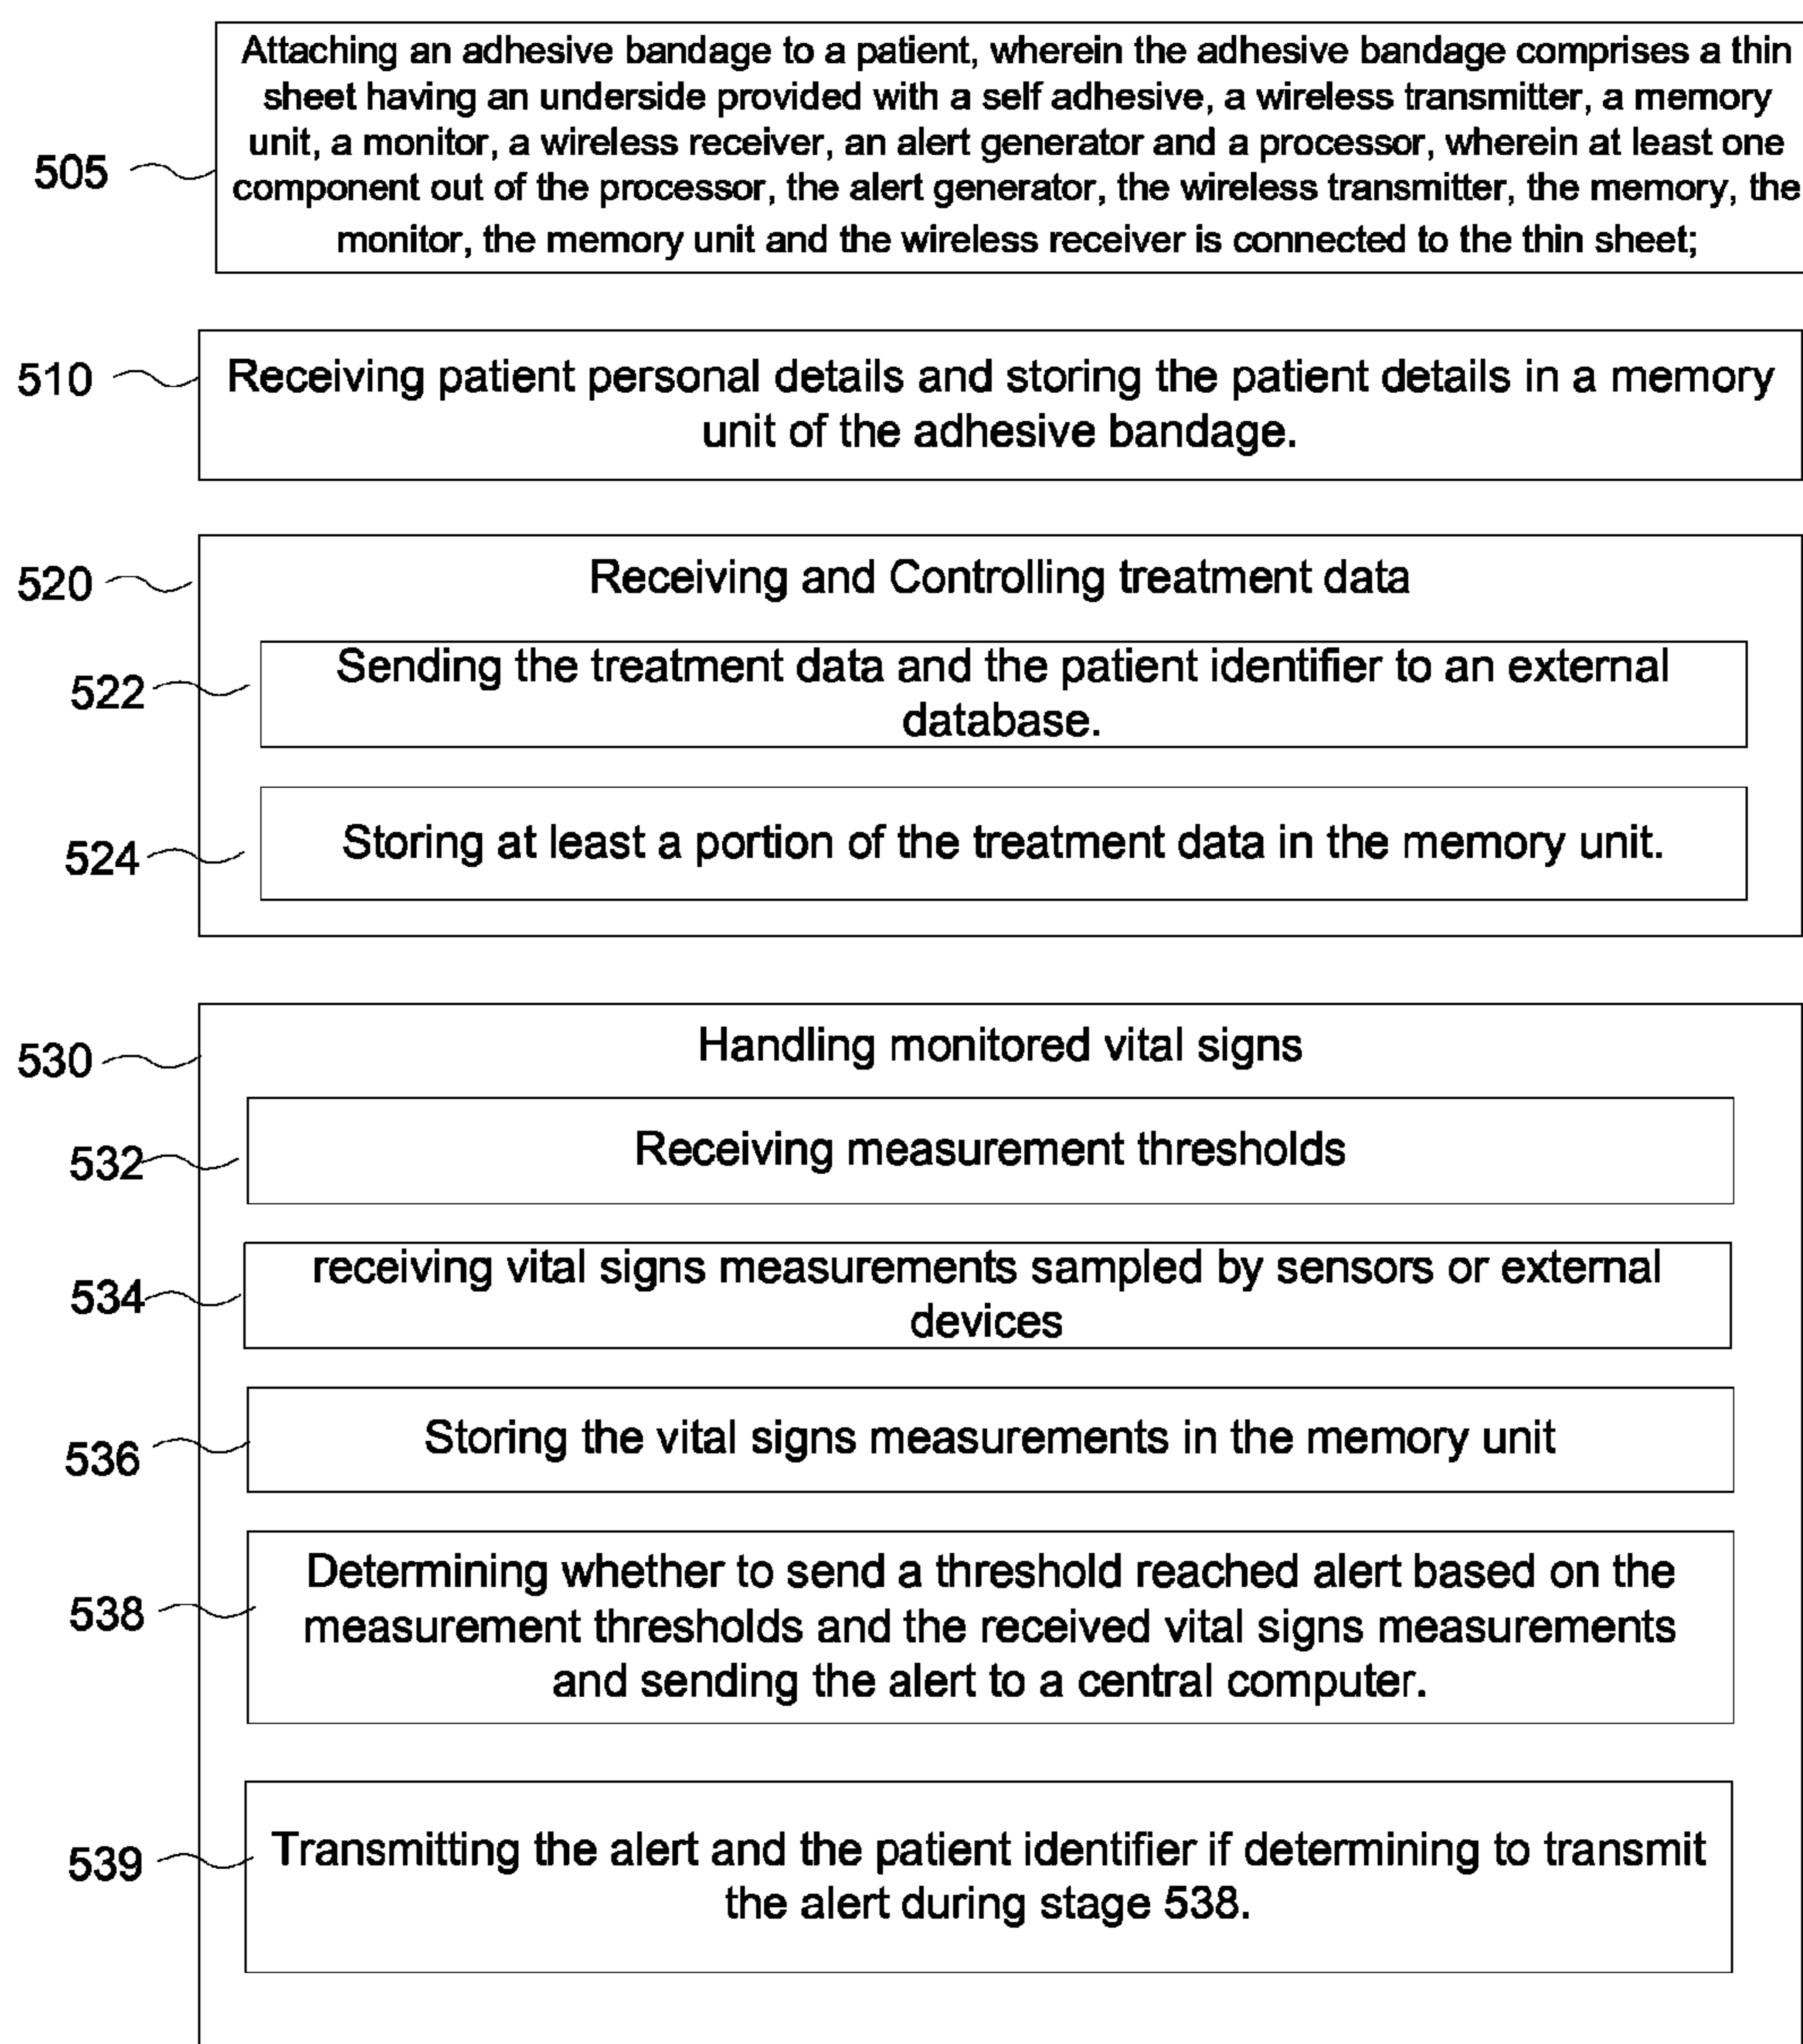 Attaching an adhesive bandage to a patient, wherein the adhesive bandage comprises a thin
sheet having an underside provided with a self adhesive, a wireless transmitter, a memory
unit, a monitor, a wireless receiver, an alert generator and a processor, wherein at least one
505
component out of the processor, the alert generator, the wireless transmitter, the memory, the
monitor, the memory unit and the wireless receiver is connected to the thin sheet;
510
Receiving patient personal details and storing the patient details in a memory
unit of the adhesive bandage.
520
Receiving and Controlling treatment data
522
Sending the treatment data and the patient identifier to an external
database.
524
Storing at least a portion of the treatment data in the memory unit.
530
Handling monitored vital signs
532
Receiving measurement thresholds
534
receiving vital signs measurements sampled by sensors or external
devices
536
Storing the vital signs measurements in the memory unit
538
Determining whether to send a threshold reached alert based on the
measurement thresholds and the received vital signs measurements
and sending the alert to a central computer.
539
Transmitting the alert and the patient identifier if determining to transmit
the alert during stage 538.